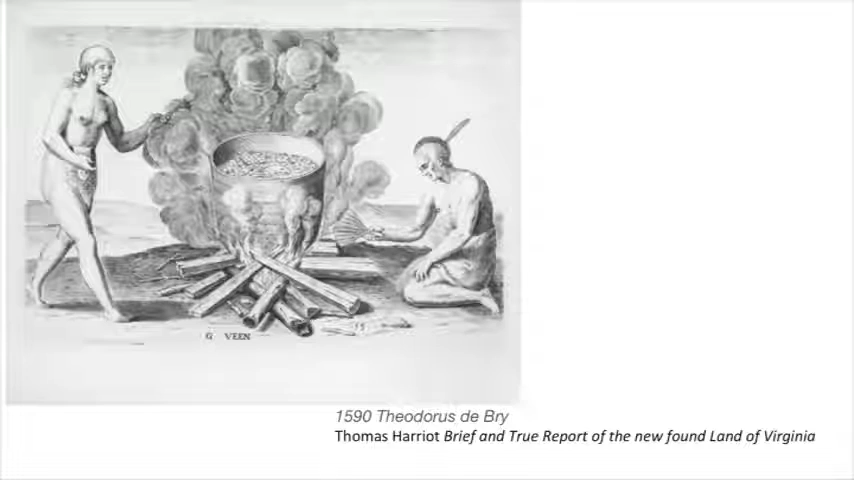 G VEEN
1590 Theodorus de Bry
Thomas Harriot Brief and True Report of the new found Land of Virginia